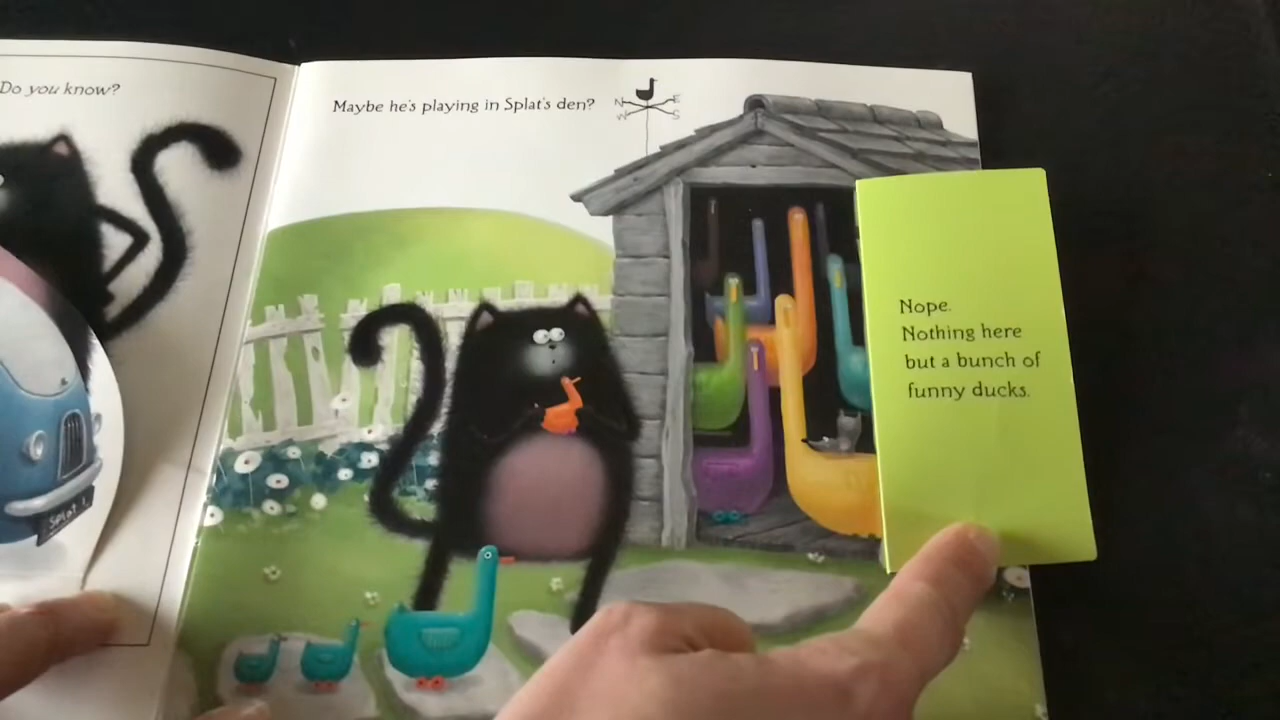 Do you know?
Maybe he's playing in Splat's den?
N E
W S
Nope.
Nothing here
but a bunch of
funny ducks.
Splat 1